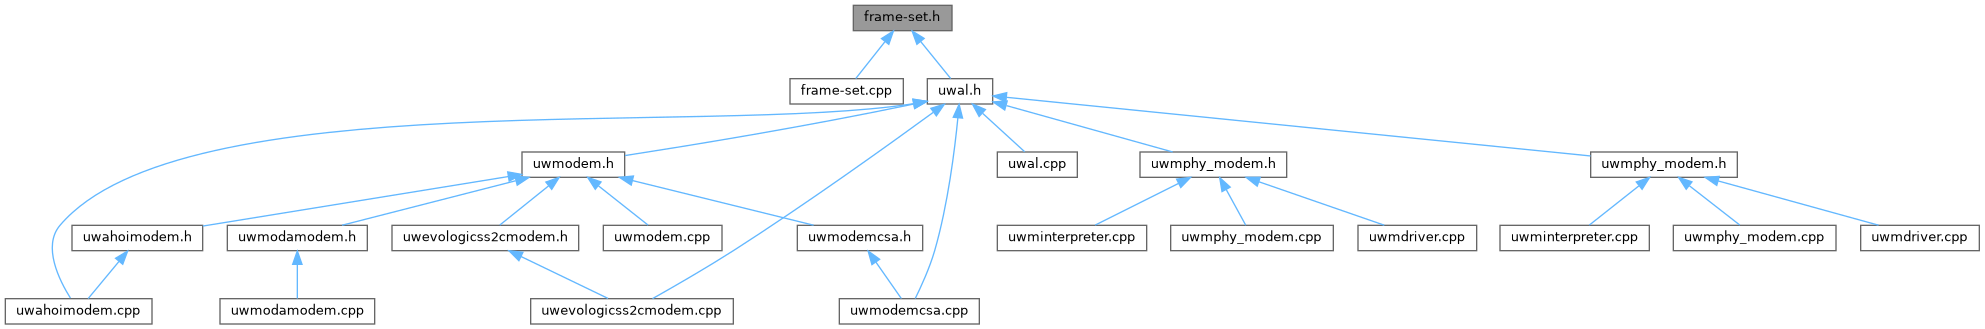 frame-set.h
frame-set.cpp
uwal.h
uwmodem.h
uwal.cpp
uwmphy_modem.h
uwmphy_modem.h
uwahoimodem.h
uwmodamodem.h
uwevologicss2cmodem.h
uwmodem.cpp
uwmodemcsa.h
uwminterpreter.cpp
uwmphy_modem.cpp
uwmdriver.cpp
uwminterpreter.cpp
uwmphy_modem.cpp
uwmdriver.cpp
uwahoimodem.cpp
uwmodamodem.cpp
uwevologicss2cmodem.cpp
uwmodemcsa.cpp